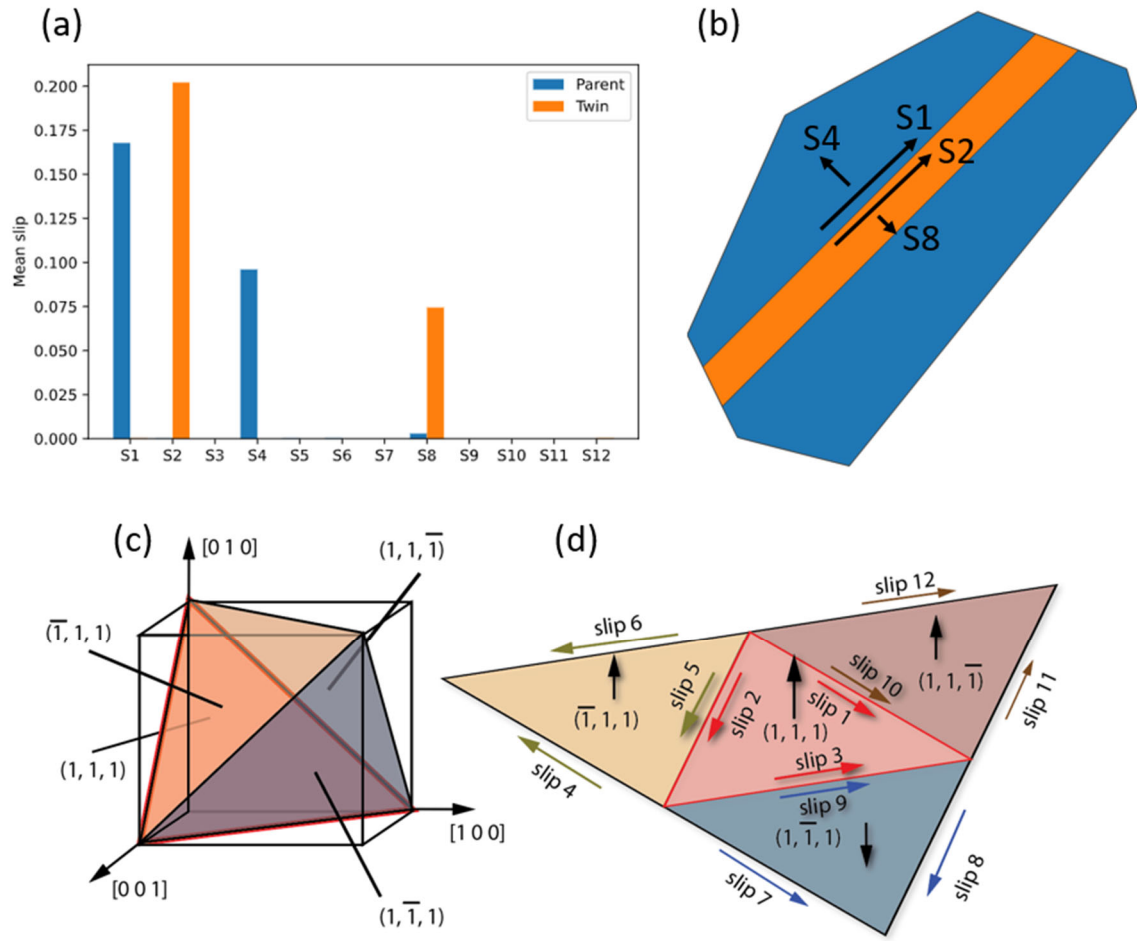 (a)
0.200
0.175
0.150
0.125
0.100
0.075
0.050
0.025
0.000
Mean slip
Parent
Twin
S1 S2 S3 S4 S5 S6 S7 S8 S9 S10 S11 S12
(b)
S4
S1
S2
S8
(c)
[0 1 0]
(1, 1, 1̅)
(1̅, 1, 1)
(1, 1, 1)
[1 0 0]
[0 0 1]
(1, 1̅, 1)
(d)
slip 12
slip 6
slip 5
slip 2
slip 10
slip 1
(1̅, 1, 1)
(1, 1, 1)
(1, 1, 1̅)
slip 11
slip 4
slip 3
slip 9
(1, 1̅, 1)
slip 7
slip 8